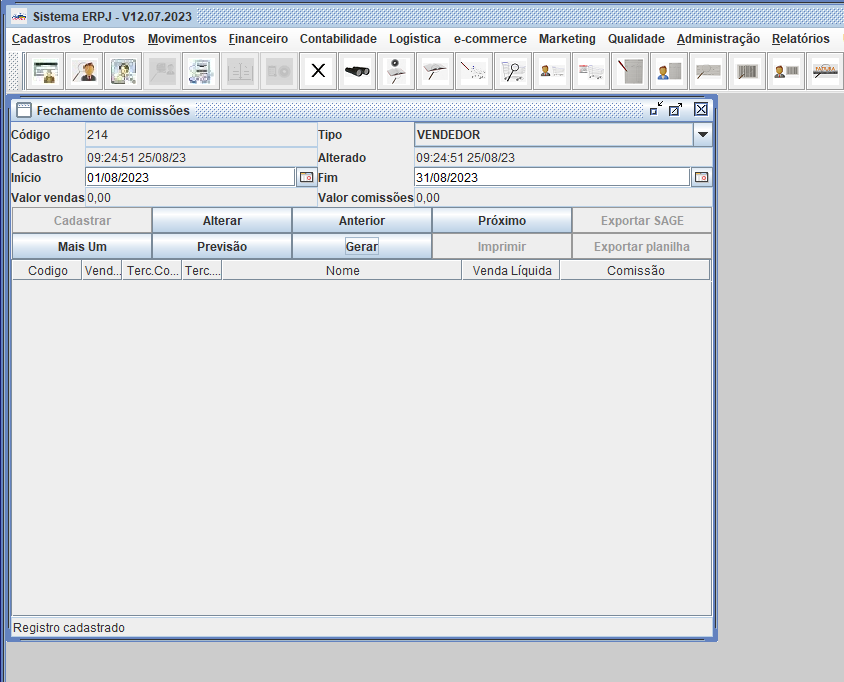 Sistema ERPJ - V12.07.2023
Cadastros Produtos Movimentos Financeiro Contabilidade Logística e-commerce Marketing Qualidade Administração Relatórios
Fechamento de comissões
Código 214 Tipo VENDEDOR
Cadastro 09:24:51 25/08/23 Alterado 09:24:51 25/08/23
Início 01/08/2023 Fim 31/08/2023
Valor vendas 0,00 Valor comissões 0,00
Cadastrar Alterar Anterior Próximo Exportar SAGE
Mais Um Previsão Gerar Imprimir Exportar planilha
Codigo Vend... Terc.Co... Terc.... Nome Venda Líquida Comissão
Registro cadastrado